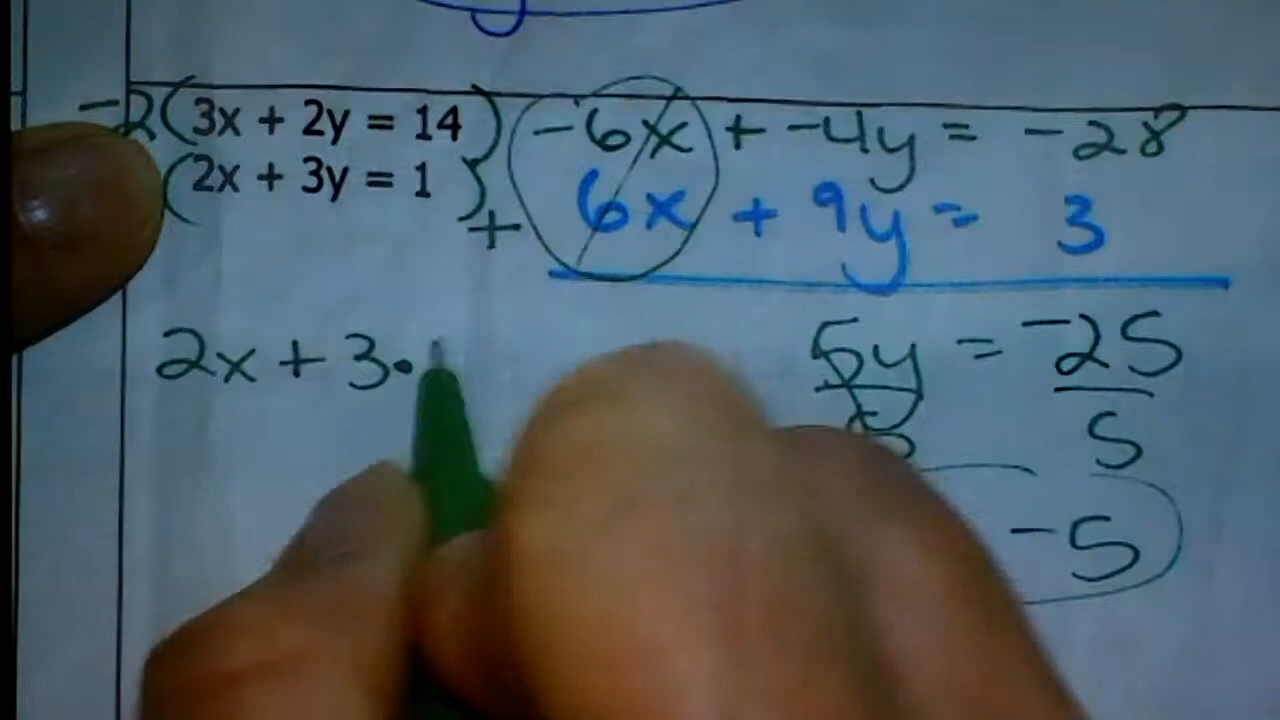 -2(3x + 2y = 14) -6x + -4y = -28
(2x + 3y = 1 } + 6x + 9y = 3
2x + 3• 5y = -25
5 5
-5